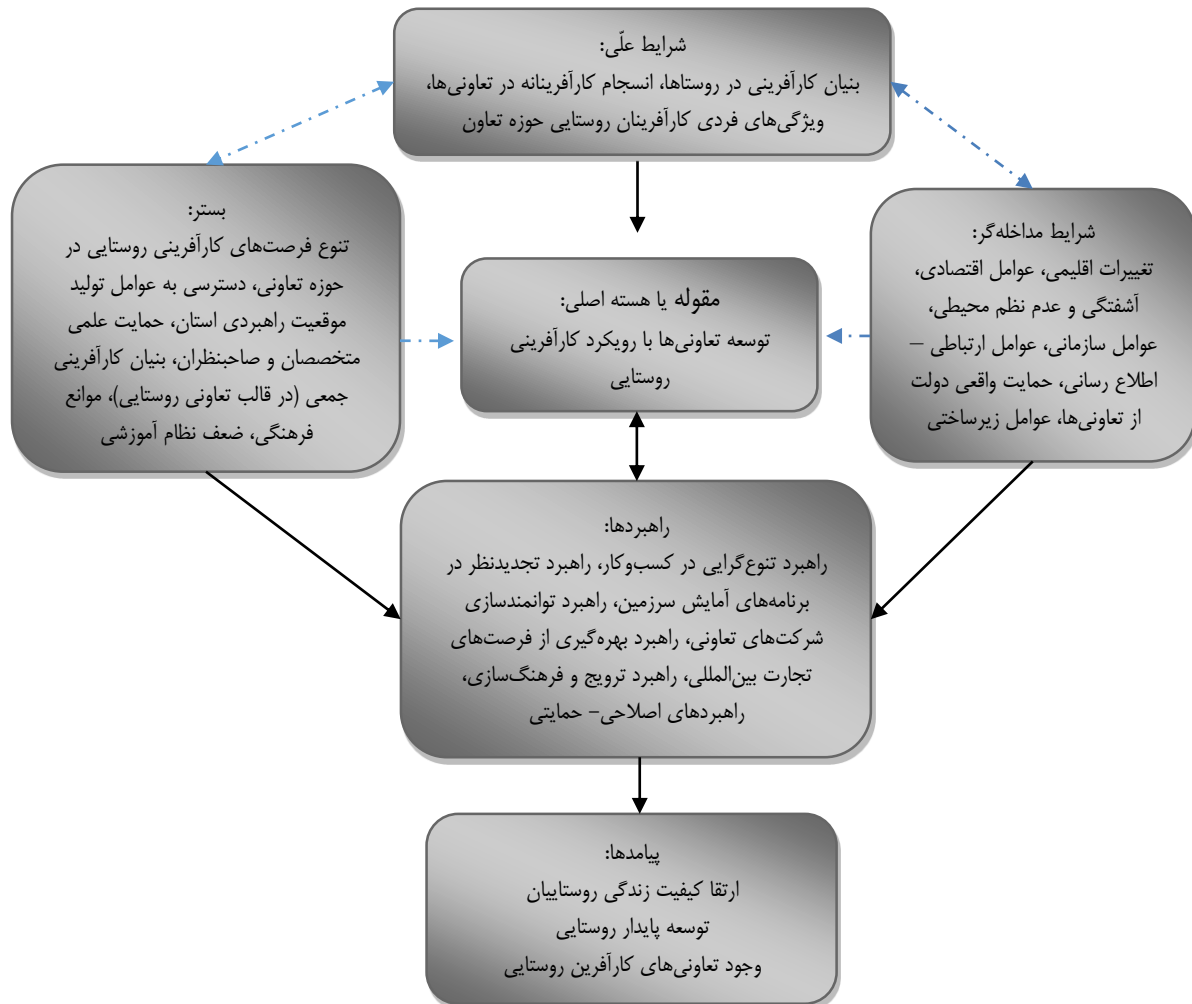 شرایط علّی:
بنیان کارآفرینی در روستاها، انسجام کارآفرینانه در تعاونی‌ها،
ویژگی‌های فردی کارآفرینان روستایی حوزه تعاون
شرایط مداخله‌گر:
تغییرات اقلیمی، عوامل اقتصادی،
آشفتگی و عدم نظم محیطی،
عوامل سازمانی، عوامل ارتباطی –
اطلاع رسانی، حمایت واقعی دولت
از تعاونی‌ها، عوامل زیرساختی
مقوله یا هسته اصلی:
توسعه تعاونی‌ها با رویکرد کارآفرینی
روستایی
بستر:
تنوع فرصت‌های کارآفرینی روستایی در
حوزه تعاونی، دسترسی به عوامل تولید
موقعیت راهبردی استان، حمایت علمی
متخصصان و صاحبنظران، بنیان کارآفرینی
جمعی (در قالب تعاونی روستایی)، موانع
فرهنگی، ضعف نظام آموزشی
راهبردها:
راهبرد تنوع‌گرایی در کسب‌وکار، راهبرد تجدیدنظر در
برنامه‌های آمایش سرزمین، راهبرد توانمندسازی
شرکت‌های تعاونی، راهبرد بهره‌گیری از فرصت‌های
تجارت بین‌المللی، راهبرد ترویج و فرهنگ‌سازی،
راهبردهای اصلاحی– حمایتی
پیامدها:
ارتقا کیفیت زندگی روستاییان
توسعه پایدار روستایی
وجود تعاونی‌های کارآفرین روستایی